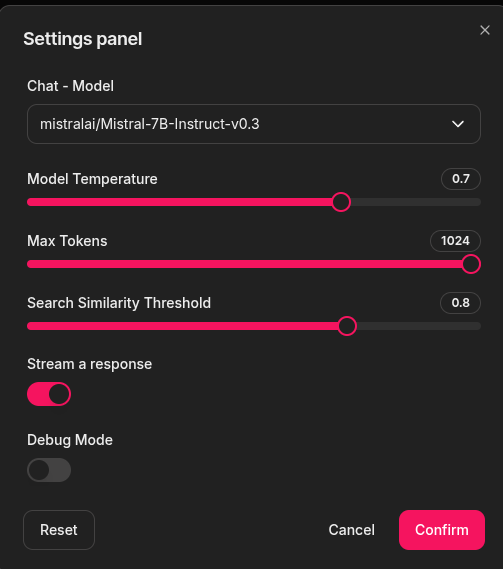 Settings panel
Chat - Model
mistralai/Mistral-7B-Instruct-v0.3
Model Temperature 0.7
Max Tokens 1024
Search Similarity Threshold 0.8
Stream a response
Debug Mode
Reset Cancel Confirm